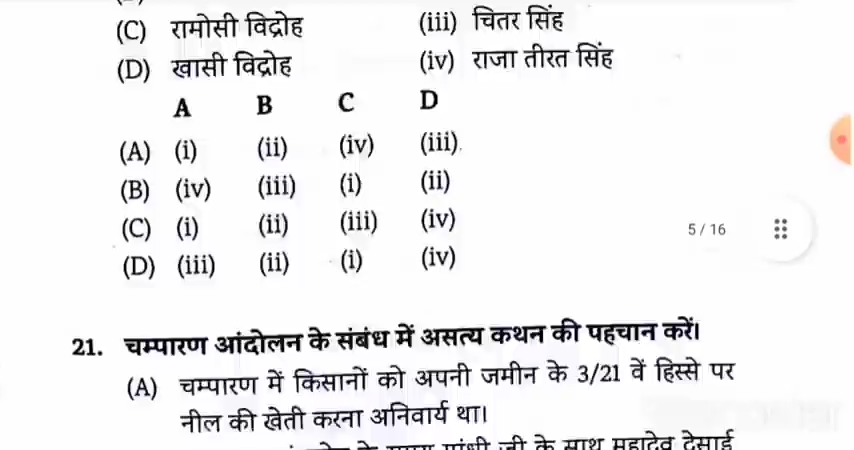 (C) रामोसी विद्रोह (iii) चितर सिंह
(D) खासी विद्रोह (iv) राजा तीरत सिंह
A B C D
(A) (i) (ii) (iv) (iii)
(B) (iv) (iii) (i) (ii)
(C) (i) (ii) (iii) (iv)
5 / 16
(D) (iii) (ii) (i) (iv)
21. चम्पारण आंदोलन के संबंध में असत्य कथन की पहचान करें।
(A) चम्पारण में किसानों को अपनी जमीन के 3/21 वें हिस्से पर
नील की खेती करना अनिवार्य था।
गांधी जी के साथ महादेव देसाई